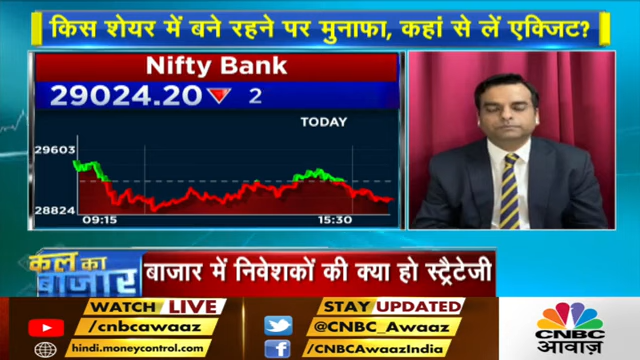 किस शेयर में बने रहने पर मुनाफा, कहां से लें एक्जिट?
Nifty Bank
29024.20 2
TODAY
29603
28824
09:15 15:30
कल का
बाजार
बाजार में निवेशकों की क्या हो स्ट्रैटेजी
WATCH LIVE
/cnbcawaaz
hindi.moneycontrol.com
STAY UPDATED
@CNBC_Awaaz
/CNBCAwaazIndia
CNBC
आवाज़